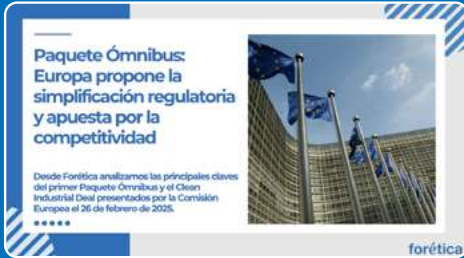 Paquete Ómnibus:
Europa propone la
simplificación regulatoria
y apuesta por la
competitividad
Desde Forética analizamos las principales claves
del primer Paquete Ómnibus y el Clean
Industrial Deal presentados por la Comisión
Europea el 26 de febrero de 2025.
forética